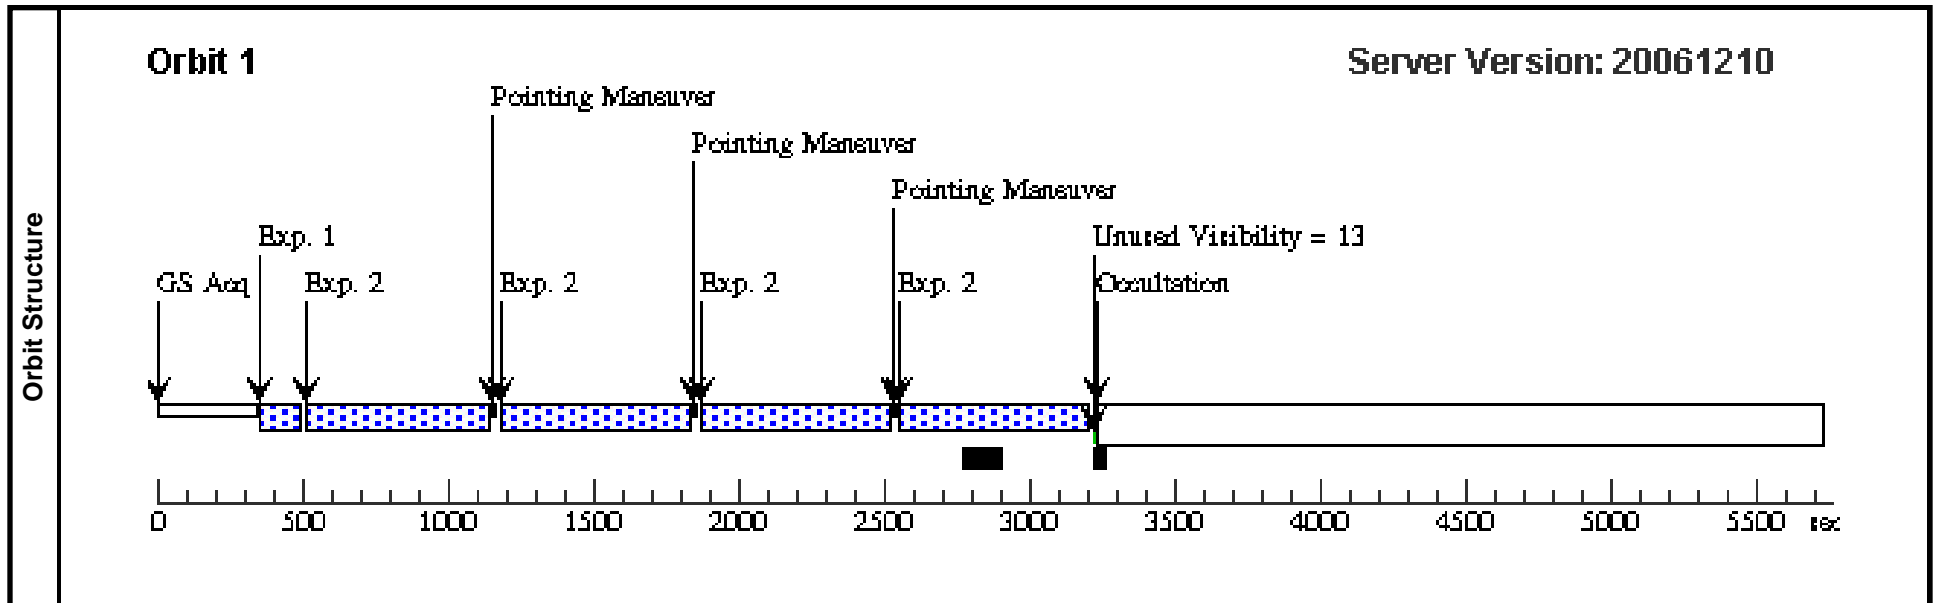 Orbit Structure
Orbit 1
Server Version: 20061210
Pointing Maneuver
Pointing Maneuver
Pointing Maneuver
Exp. 1
Unused Visibility = 13
GS Acq
Exp. 2
Exp. 2
Exp. 2
Exp. 2
Occultation
0 500 1000 1500 2000 2500 3000 3500 4000 4500 5000 5500 sec